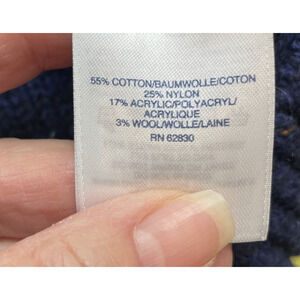 55% COTTON/BAUMWOLLE/COTON
25% NYLON
17% ACRYLIC/POLYACRYL/
ACRYLIQUE
3% WOOL/WOLLE/LAINE
RN 62830